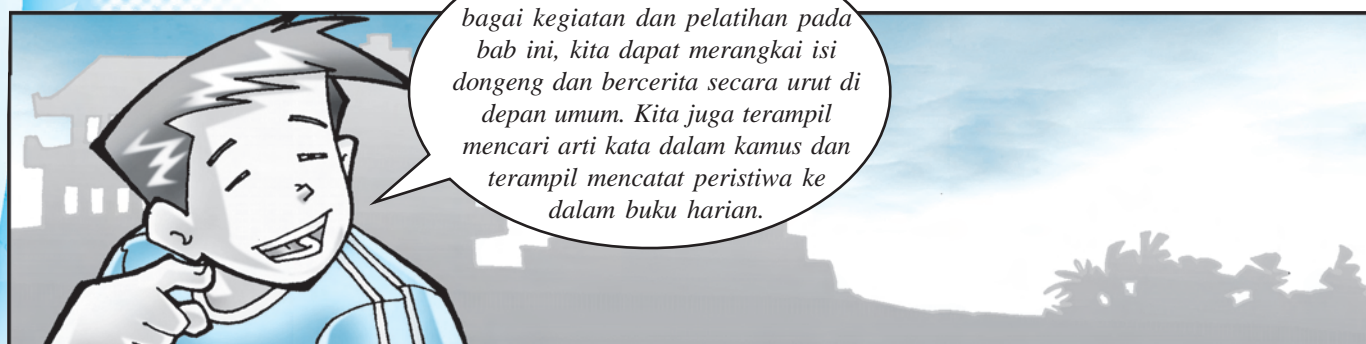 bagai kegiatan dan pelatihan pada
bab ini, kita dapat merangkai isi
dongeng dan bercerita secara urut di
depan umum. Kita juga terampil
mencari arti kata dalam kamus dan
terampil mencatat peristiwa ke
dalam buku harian.